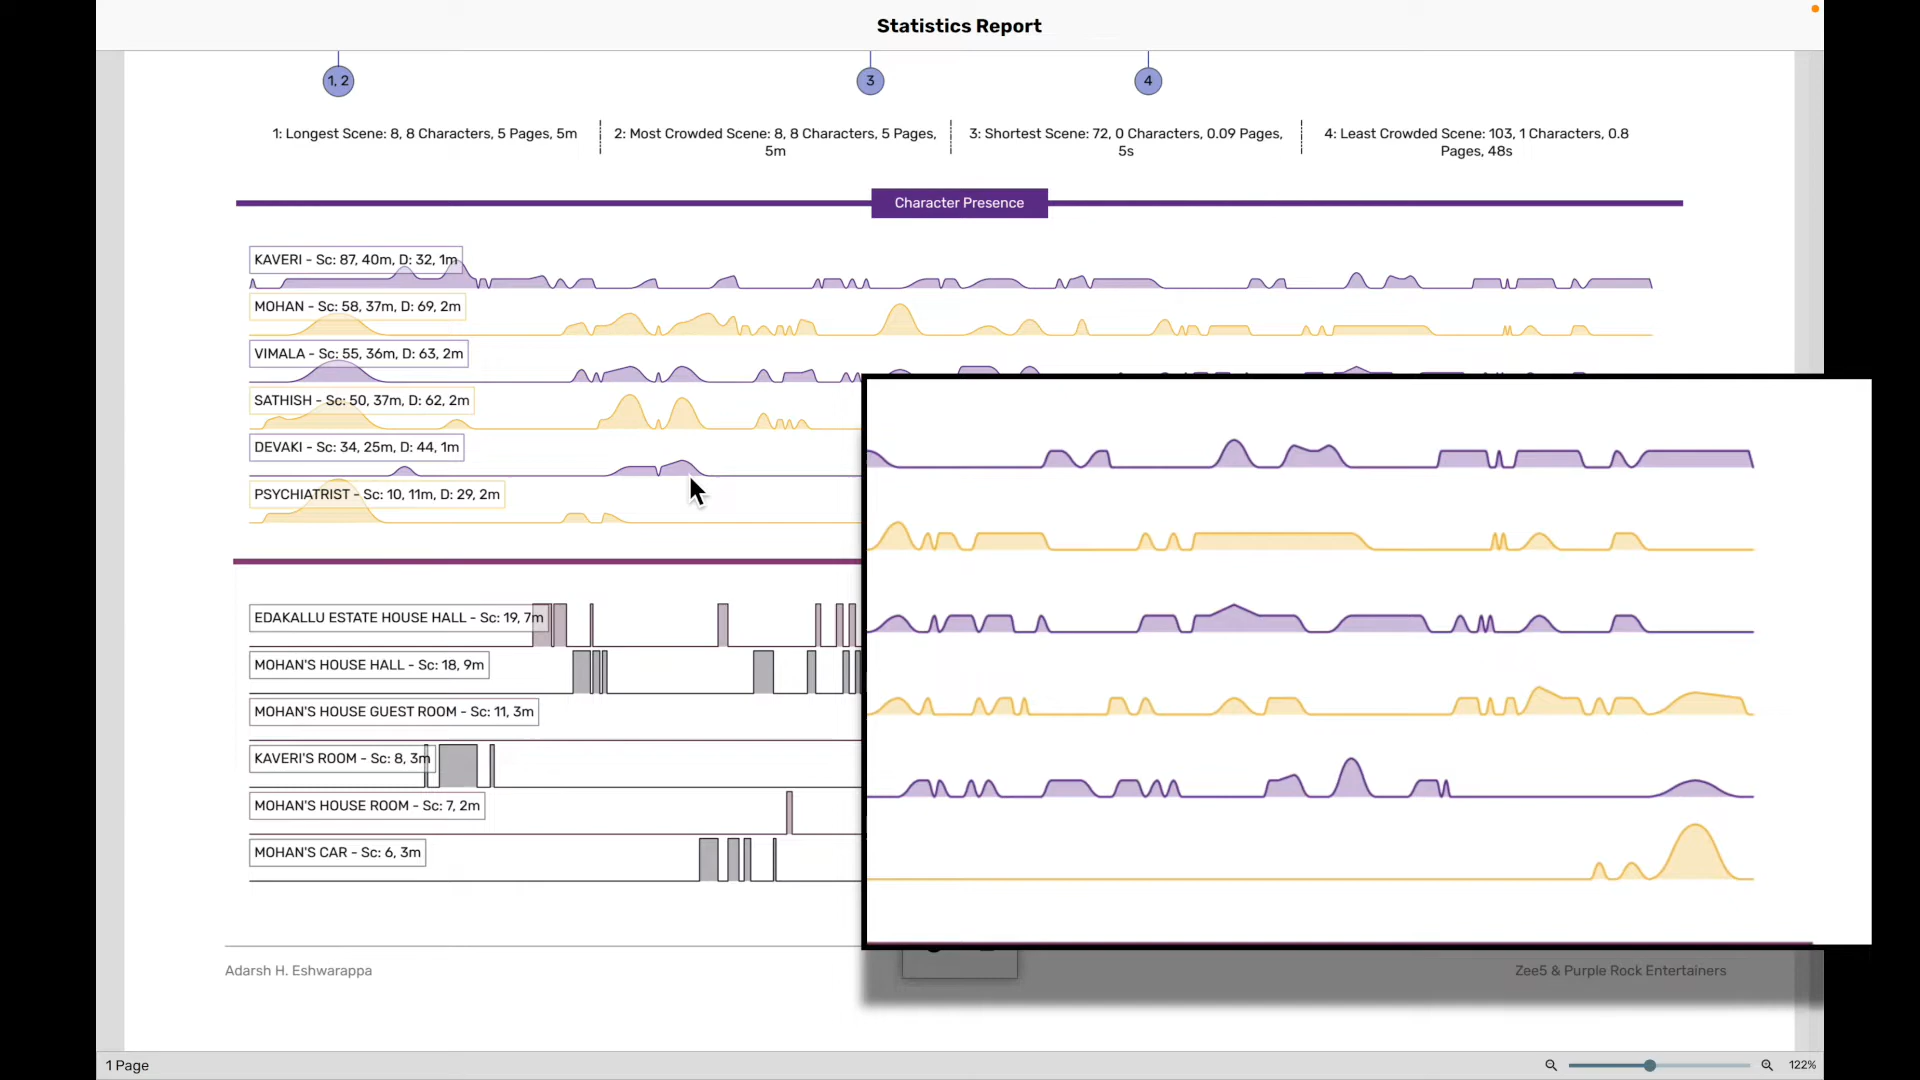 Statistics Report
1, 2
3
4
1: Longest Scene: 8, 8 Characters, 5 Pages, 5m
2: Most Crowded Scene: 8, 8 Characters, 5 Pages,
5m
3: Shortest Scene: 72, 0 Characters, 0.09 Pages,
5s
4: Least Crowded Scene: 103, 1 Characters, 0.8
Pages, 48s
Character Presence
KAVERI - Sc: 87, 40m, D: 32, 1m
MOHAN - Sc: 58, 37m, D: 69, 2m
VIMALA - Sc: 55, 36m, D: 63, 2m
SATHISH - Sc: 50, 37m, D: 62, 2m
DEVAKI - Sc: 34, 25m, D: 44, 1m
PSYCHIATRIST - Sc: 10, 11m, D: 29, 2m
EDAKALLU ESTATE HOUSE HALL - Sc: 19, 7m
MOHAN'S HOUSE HALL - Sc: 18, 9m
MOHAN'S HOUSE GUEST ROOM - Sc: 11, 3m
KAVERI'S ROOM - Sc: 8, 3m
MOHAN'S HOUSE ROOM - Sc: 7, 2m
MOHAN'S CAR - Sc: 6, 3m
Adarsh H. Eshwarappa
Zee5 & Purple Rock Entertainers
1 Page
122%